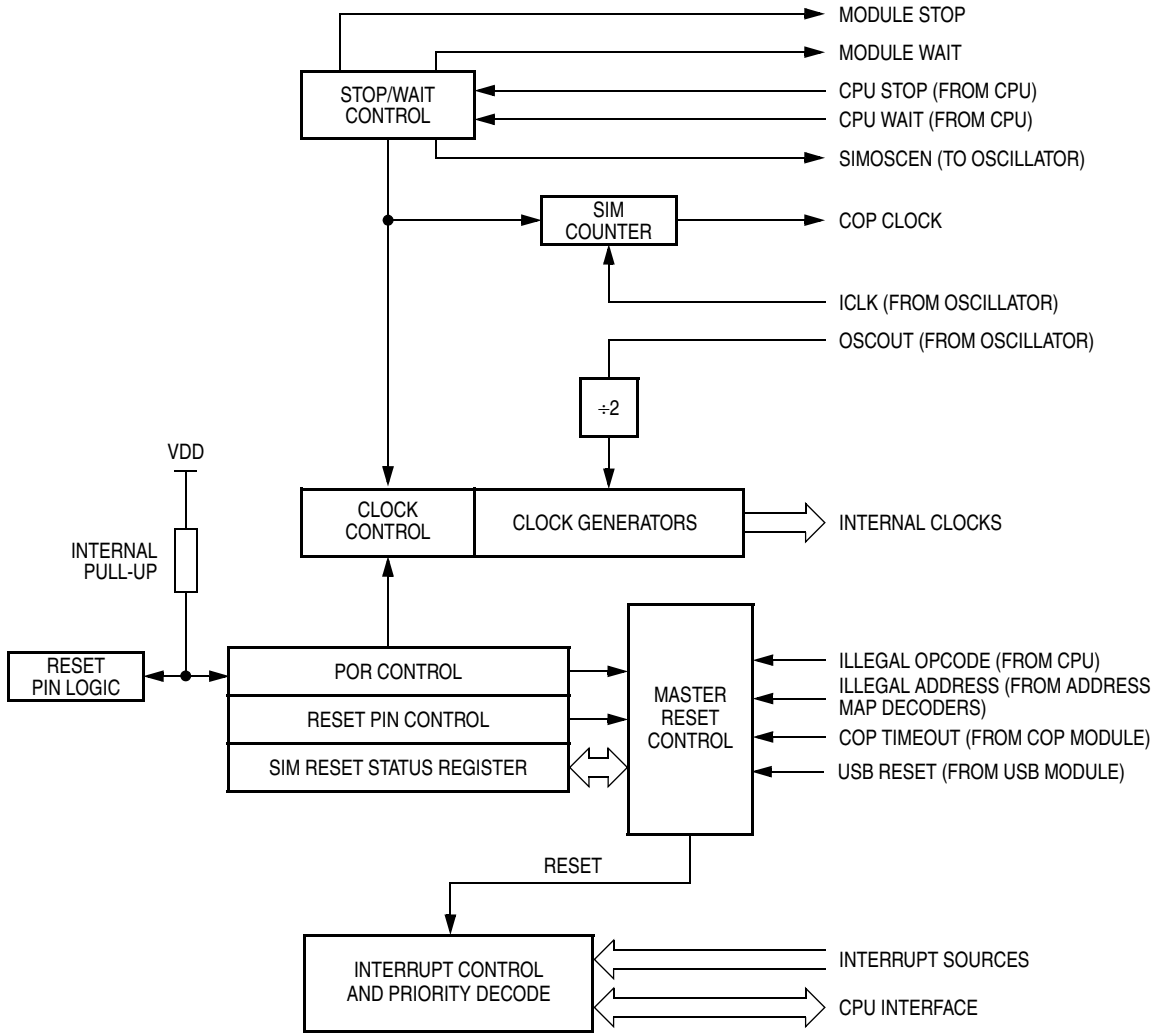 MODULE STOP
MODULE WAIT
STOP/WAIT
CONTROL
CPU STOP (FROM CPU)
CPU WAIT (FROM CPU)
SIMOSCEN (TO OSCILLATOR)
SIM
COUNTER
COP CLOCK
ICLK (FROM OSCILLATOR)
OSCOUT (FROM OSCILLATOR)
÷2
VDD
INTERNAL
PULL-UP
CLOCK
CONTROL
CLOCK GENERATORS
INTERNAL CLOCKS
RESET
PIN LOGIC
POR CONTROL
RESET PIN CONTROL
SIM RESET STATUS REGISTER
MASTER
RESET
CONTROL
ILLEGAL OPCODE (FROM CPU)
ILLEGAL ADDRESS (FROM ADDRESS
MAP DECODERS)
COP TIMEOUT (FROM COP MODULE)
USB RESET (FROM USB MODULE)
RESET
INTERRUPT CONTROL
AND PRIORITY DECODE
INTERRUPT SOURCES
CPU INTERFACE